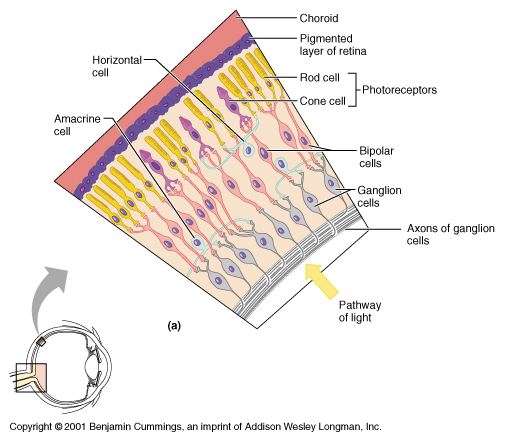 Choroid
Pigmented
layer of retina
Horizontal
cell
Rod cell
Photoreceptors
Cone cell
Amacrine
cell
Bipolar
cells
Ganglion
cells
Axons of ganglion
cells
Pathway
of light
(a)
Copyright © 2001 Benjamin Cummings, an imprint of Addison Wesley Longman, Inc.